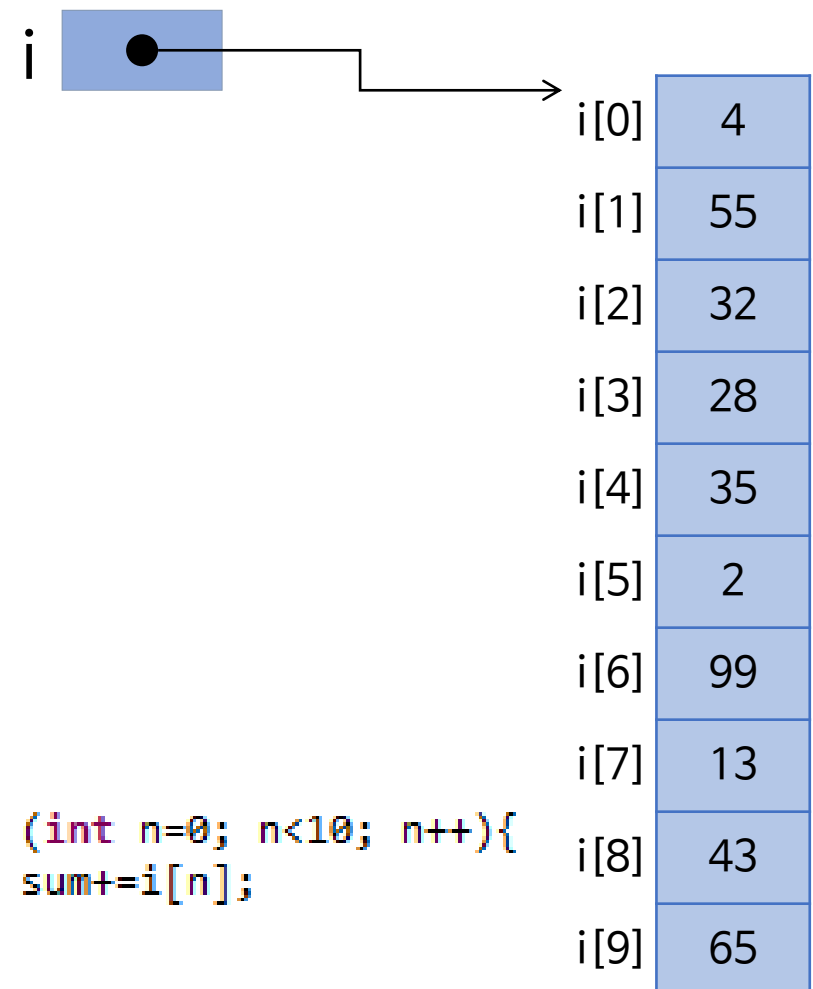 i
i[0] 4
i[1] 55
i[2] 32
i[3] 28
i[4] 35
i[5] 2
i[6] 99
i[7] 13
i[8] 43
i[9] 65
(int n=0; n<10; n++){
sum+=i[n];